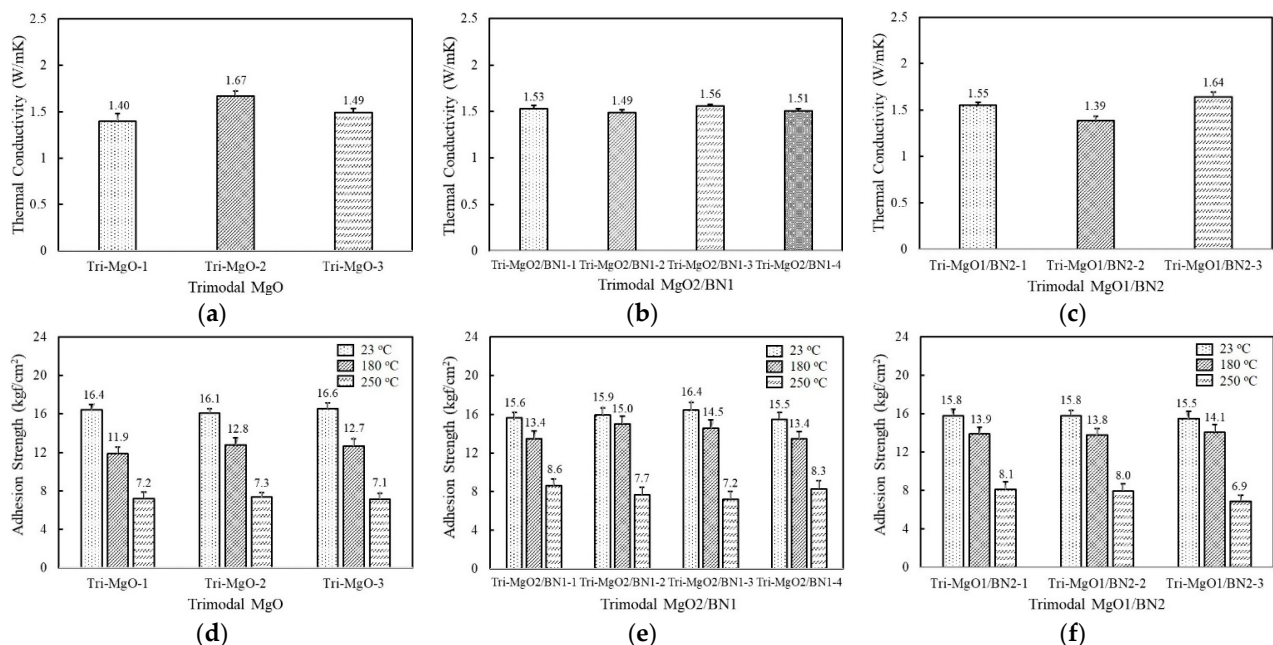 Thermal Conductivity (W/mK)
2.5
2
1.5
1
0.5
0
1.40
1.67
1.49
Tri-MgO-1 Tri-MgO-2 Tri-MgO-3
Trimodal MgO
(a)
Thermal Conductivity (W/mK)
2.5
2
1.5
1
0.5
0
1.53
1.49
1.56
1.51
Tri-MgO2/BN1-1 Tri-MgO2/BN1-2 Tri-MgO2/BN1-3 Tri-MgO2/BN1-4
Trimodal MgO2/BN1
(b)
Thermal Conductivity (W/mK)
2.5
2
1.5
1
0.5
0
1.55
1.39
1.64
Tri-MgO1/BN2-1 Tri-MgO1/BN2-2 Tri-MgO1/BN2-3
Trimodal MgO1/BN2
(c)
Adhesion Strength (kgf/cm²)
24
20
16
12
8
4
0
23 °C
180 °C
250 °C
16.4
11.9
7.2
16.1
12.8
7.3
16.6
12.7
7.1
Tri-MgO-1 Tri-MgO-2 Tri-MgO-3
Trimodal MgO
(d)
Adhesion Strength (kgf/cm²)
24
20
16
12
8
4
0
23 °C
180 °C
250 °C
15.6
13.4
8.6
15.9
15.0
7.7
16.4
14.5
7.2
15.5
13.4
8.3
Tri-MgO2/BN1-1 Tri-MgO2/BN1-2 Tri-MgO2/BN1-3 Tri-MgO2/BN1-4
Trimodal MgO2/BN1
(e)
Adhesion Strength (kgf/cm²)
24
20
16
12
8
4
0
23 °C
180 °C
250 °C
15.8
13.9
8.1
15.8
13.8
8.0
15.5
14.1
6.9
Tri-MgO1/BN2-1 Tri-MgO1/BN2-2 Tri-MgO1/BN2-3
Trimodal MgO1/BN2
(f)